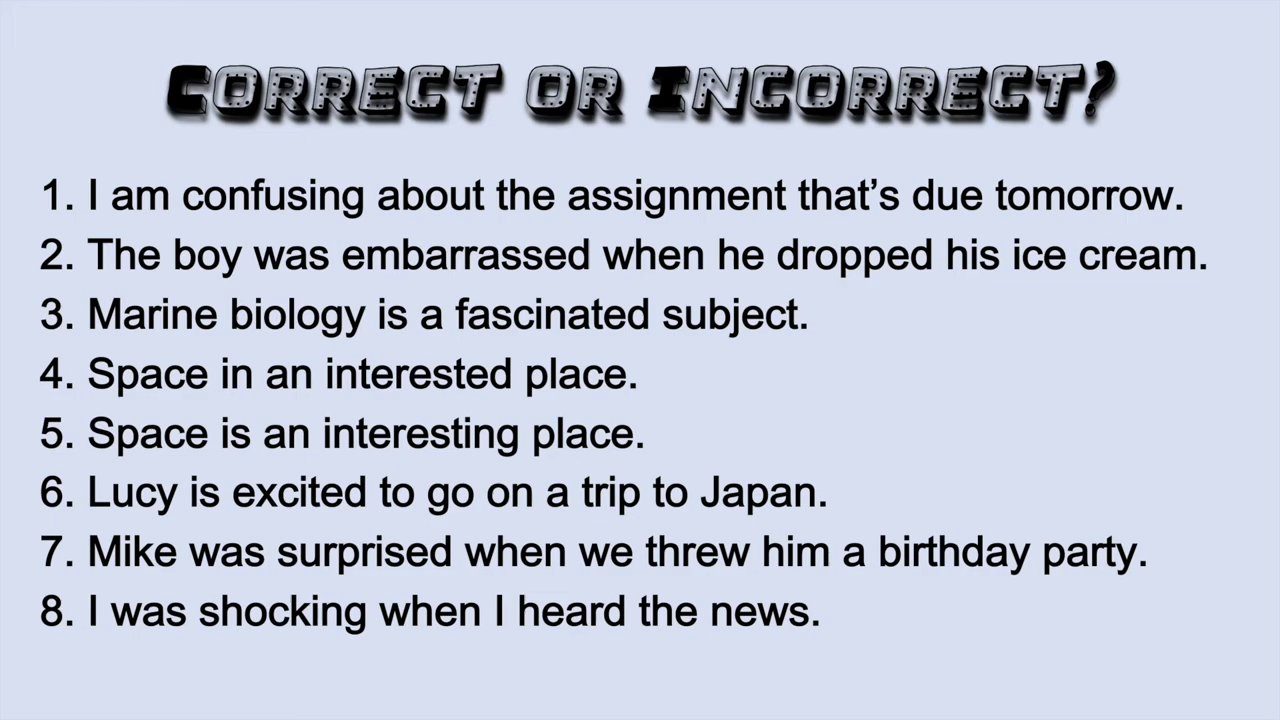 Correct or Incorrect?
1. I am confusing about the assignment that’s due tomorrow.
2. The boy was embarrassed when he dropped his ice cream.
3. Marine biology is a fascinated subject.
4. Space in an interested place.
5. Space is an interesting place.
6. Lucy is excited to go on a trip to Japan.
7. Mike was surprised when we threw him a birthday party.
8. I was shocking when I heard the news.